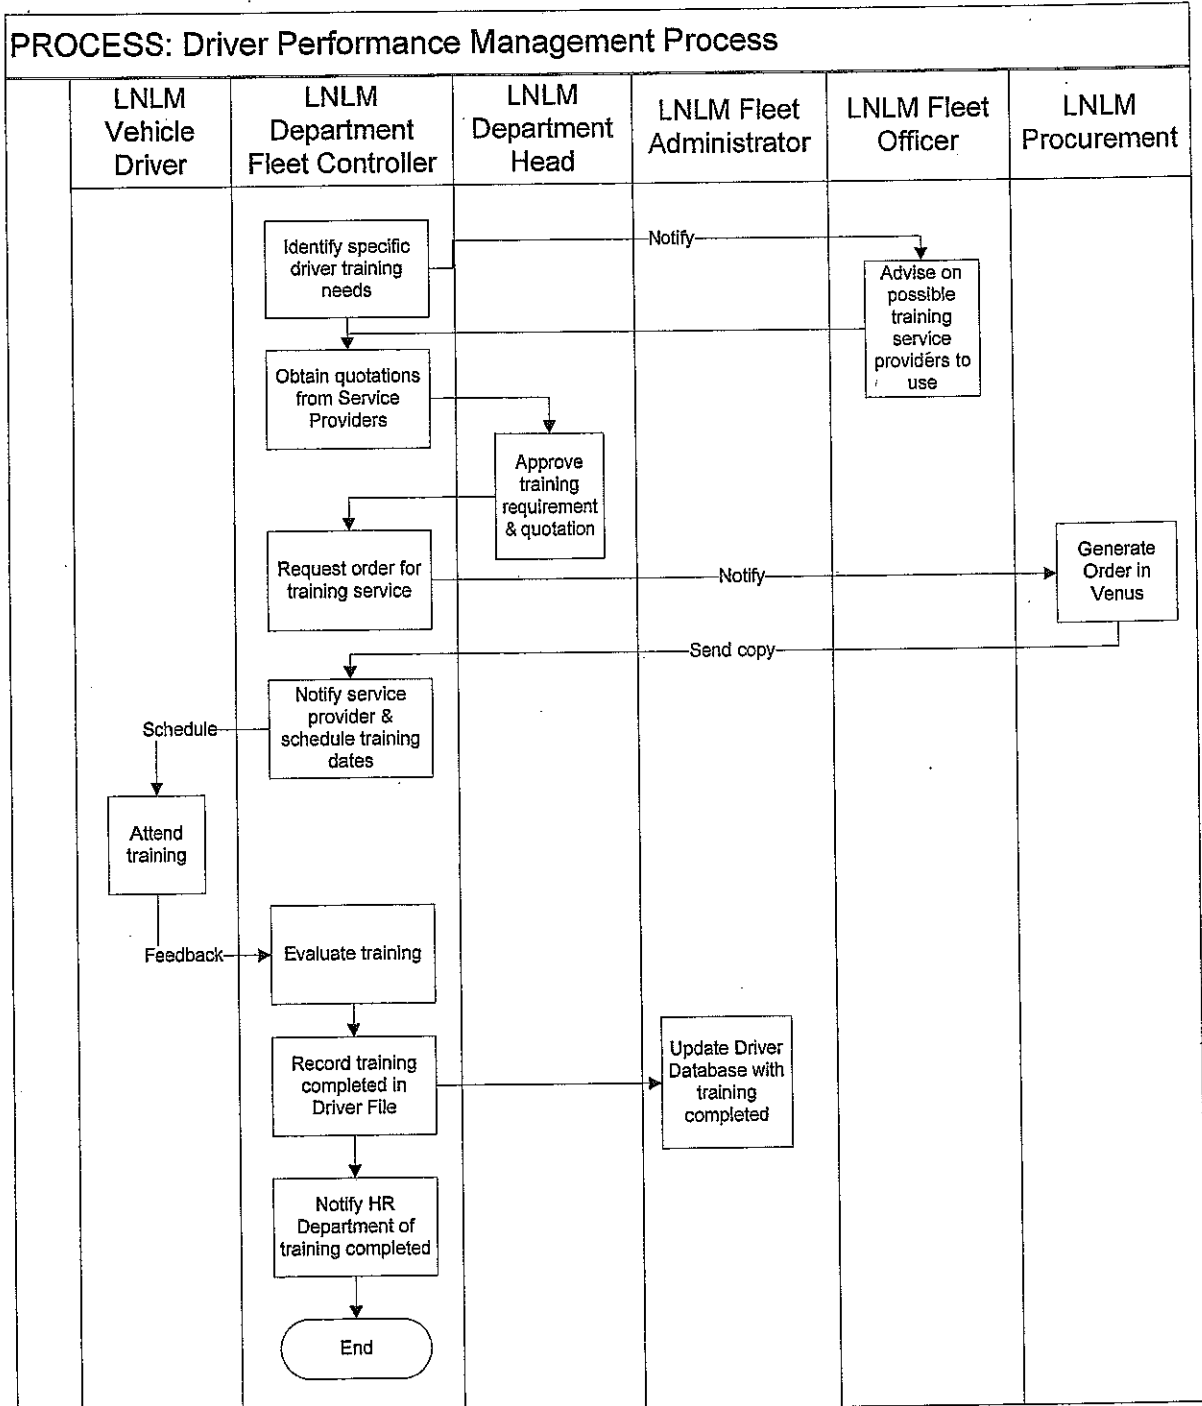 PROCESS: Driver Performance Management Process
LNLM
Vehicle
Driver
LNLM
Department
Fleet Controller
LNLM
Department
Head
LNLM Fleet
Administrator
LNLM Fleet
Officer
LNLM
Procurement
Identify specific
driver training
needs
Notify
Advise on
possible
training
service
providers to
use
Obtain quotations
from Service
Providers
Approve
training
requirement
& quotation
Request order for
training service
Notify
Generate
Order in
Venus
Send copy
Notify service
provider &
schedule training
dates
Schedule
Attend
training
Feedback
Evaluate training
Record training
completed in
Driver File
Update Driver
Database with
training
completed
Notify HR
Department of
training completed
End